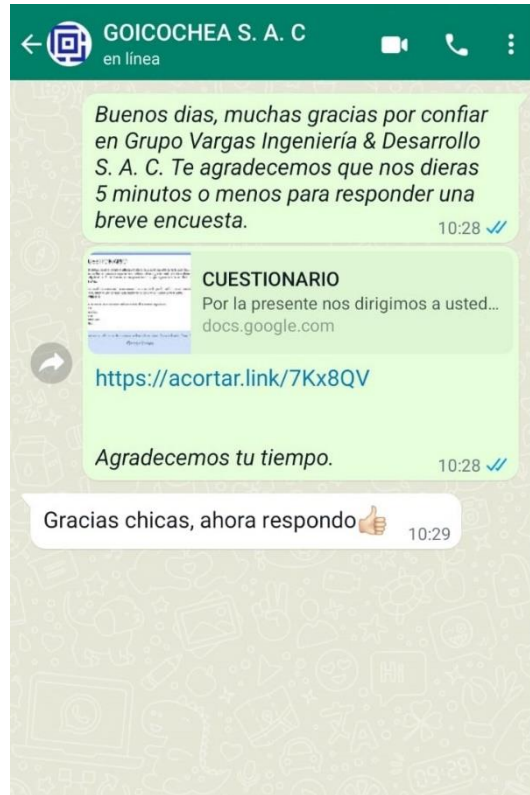 GOICOCHEA S. A. C
en línea
Buenos dias, muchas gracias por confiar
en Grupo Vargas Ingeniería & Desarrollo
S. A. C. Te agradecemos que nos dieras
5 minutos o menos para responder una
breve encuesta.
10:28
CUESTIONARIO
Por la presente nos dirigimos a usted...
docs.google.com
https://acortar.link/7Kx8QV
Agradecemos tu tiempo.
10:28
Gracias chicas, ahora respondo👍🏻
10:29